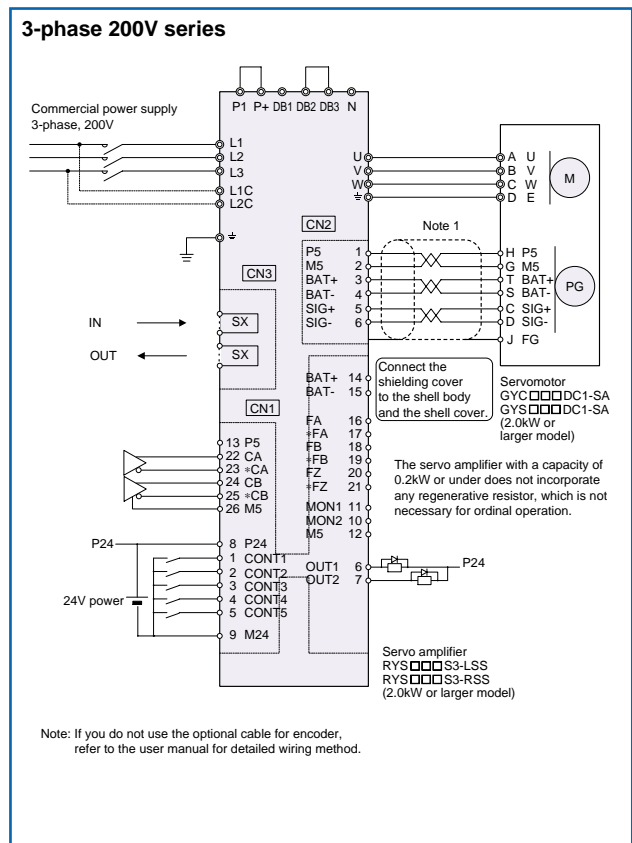 3-phase 200V series
P1 P+ DB1 DB2 DB3 N
Commercial power supply
3-phase, 200V
L1
L2
L3
L1C
L2C
U
V
W
A U
B V
C W
D E
M
CN2
Note 1
P5 1
M5 2
BAT+ 3
BAT- 4
SIG+ 5
SIG- 6
H P5
G M5
T BAT+
S BAT-
C SIG+
D SIG-
J FG
PG
CN3
IN
SX
OUT
SX
Connect the
shielding cover
to the shell body
and the shell cover.
Servomotor
GYC□□□DC1-SA
GYS□□□DC1-SA
(2.0kW or
larger model)
BAT+ 14
BAT- 15
FA 16
*FA 17
FB 18
*FB 19
FZ 20
*FZ 21
MON1 11
MON2 10
M5 12
CN1
13 P5
22 CA
23 *CA
24 CB
25 *CB
26 M5
The servo amplifier with a capacity of
0.2kW or under does not incorporate
any regenerative resistor, which is not
necessary for ordinal operation.
P24
8 P24
1 CONT1
2 CONT2
3 CONT3
4 CONT4
5 CONT5
9 M24
24V power
OUT1 6
OUT2 7
P24
Servo amplifier
RYS□□□S3-LSS
RYS□□□S3-RSS
(2.0kW or larger model)
Note: If you do not use the optional cable for encoder,
refer to the user manual for detailed wiring method.